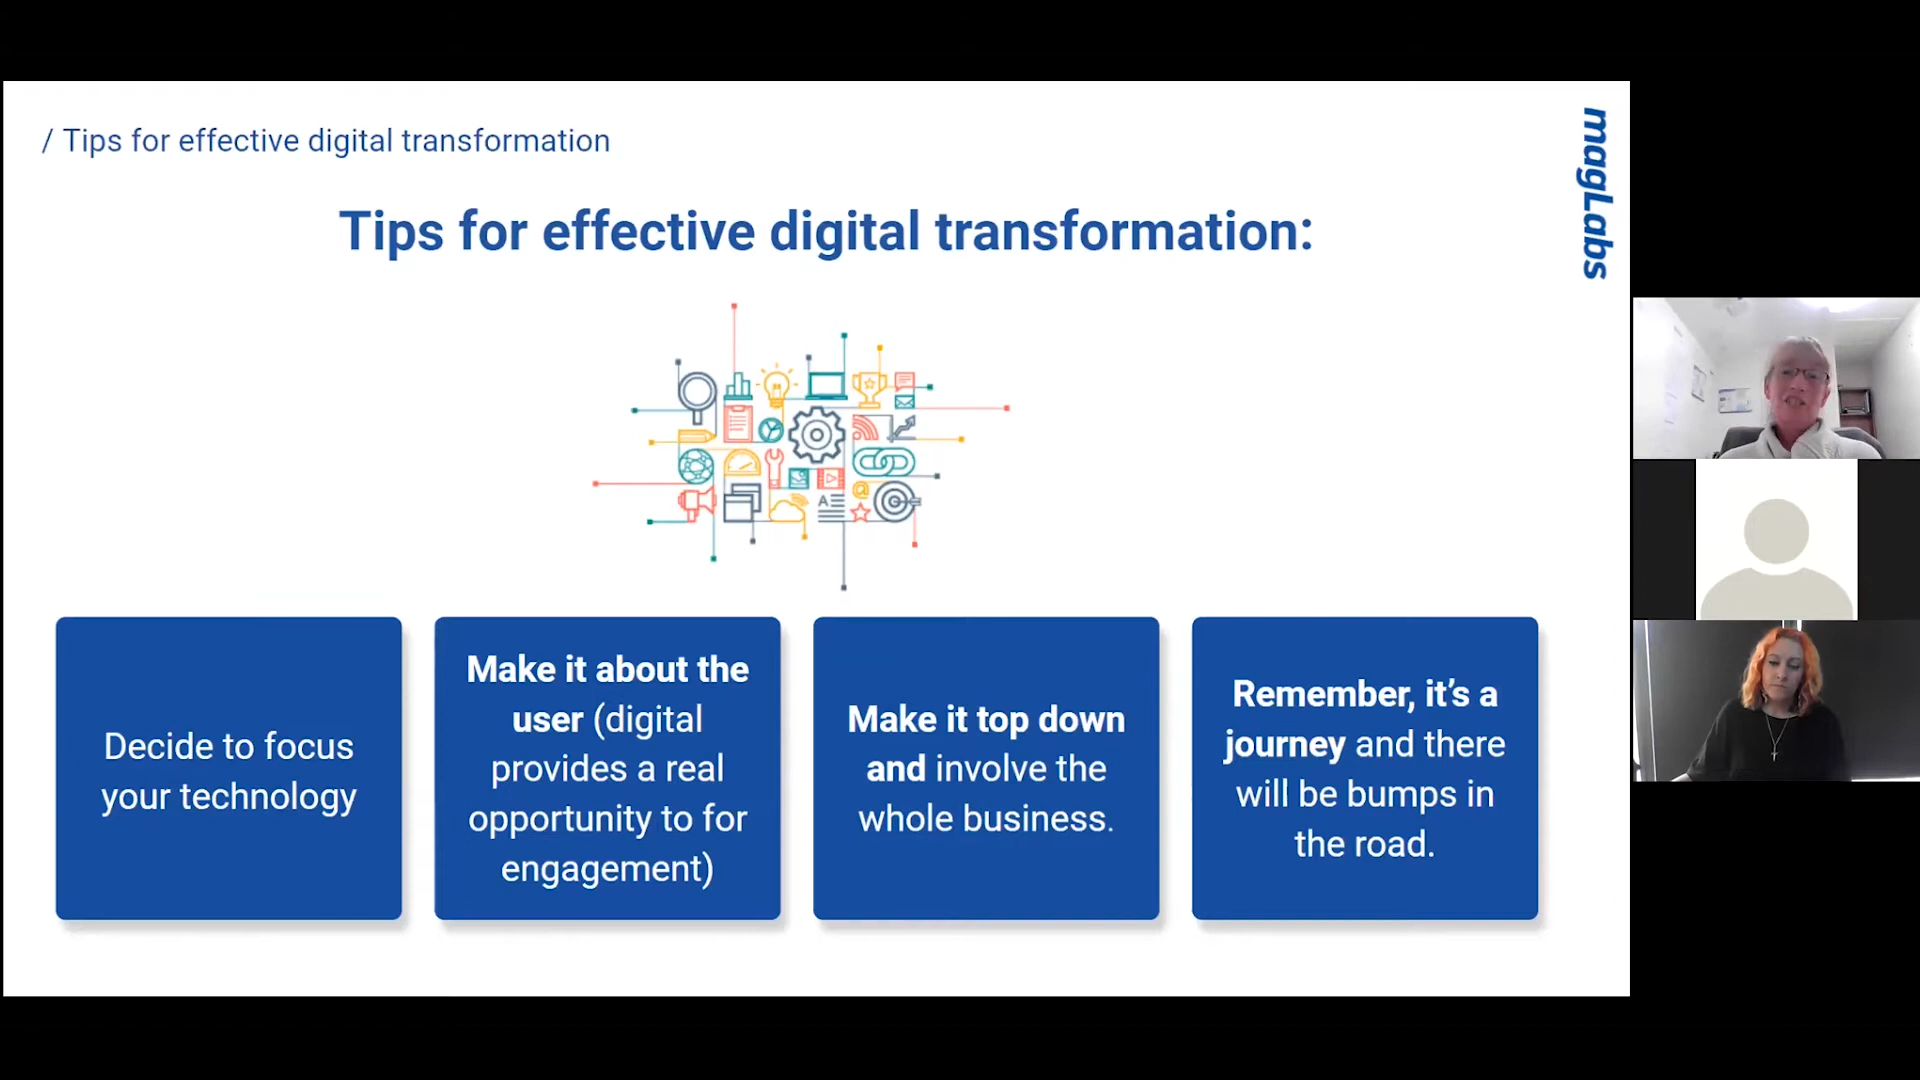 / Tips for effective digital transformation
magLabs
Tips for effective digital transformation:
Decide to focus
your technology
Make it about the
user (digital
provides a real
opportunity to for
engagement)
Make it top down
and involve the
whole business.
Remember, it’s a
journey and there
will be bumps in
the road.